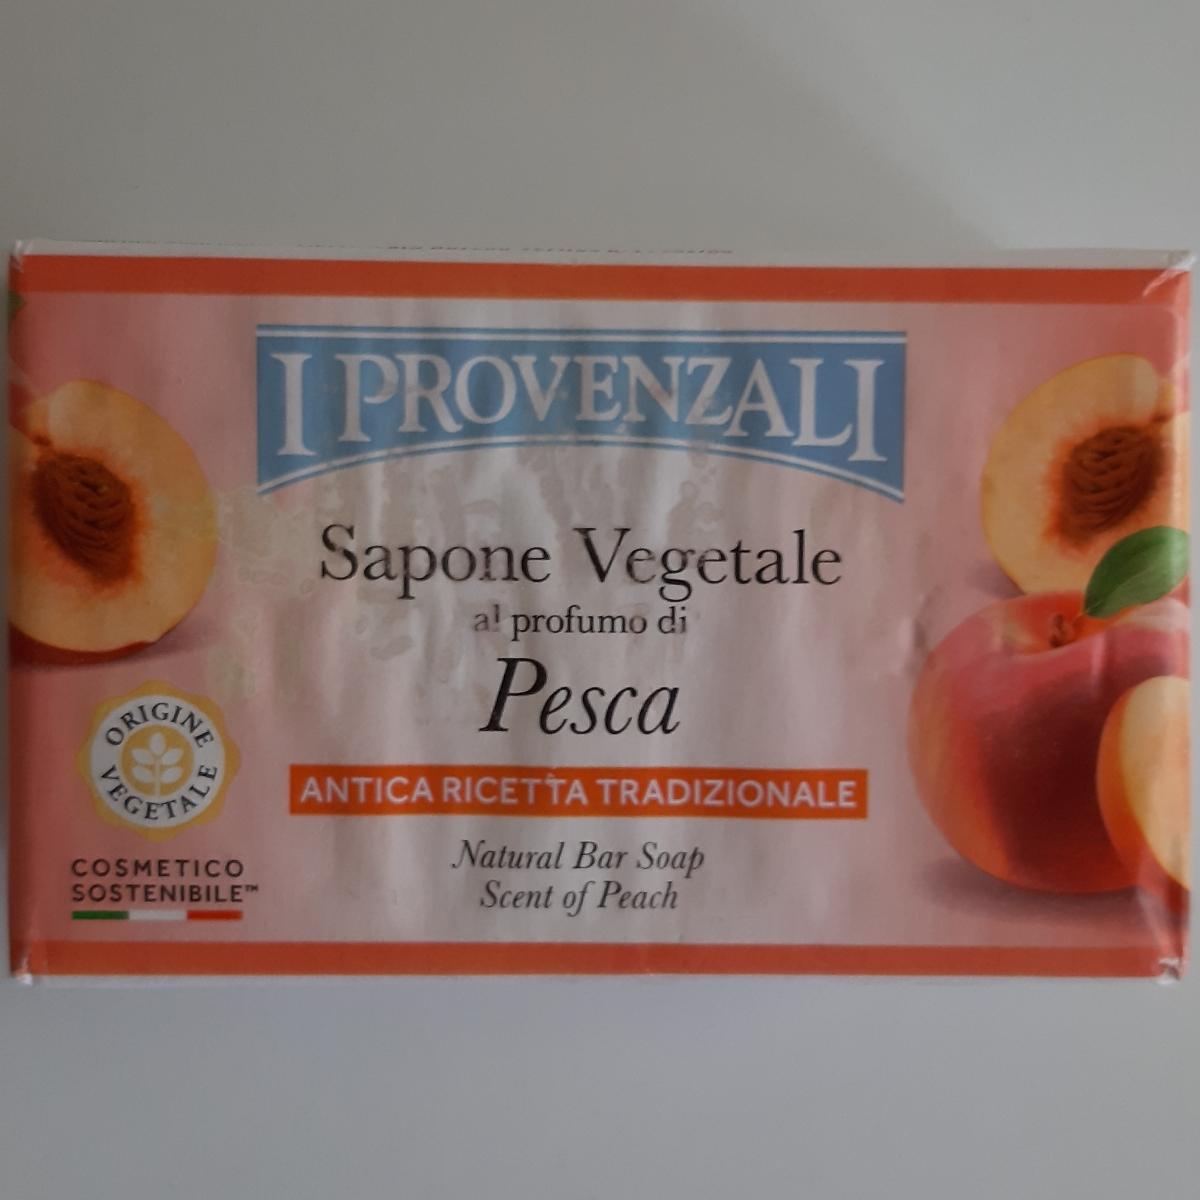 I PROVENZALI
Sapone Vegetale
al profumo di
Pesca
ANTICA RICETTA TRADIZIONALE
Natural Bar Soap
Scent of Peach
ORIGINE
VEGETALE
COSMETICO
SOSTENIBILE™